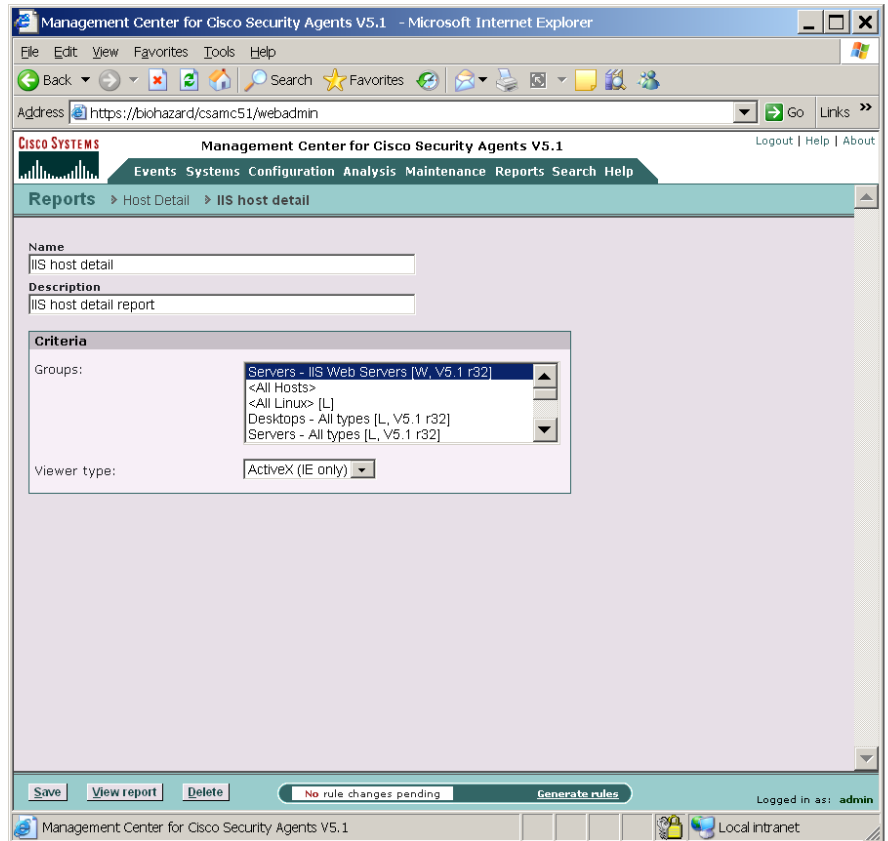 Management Center for Cisco Security Agents V5.1 - Microsoft Internet Explorer
File Edit View Favorites Tools Help
Back Search Favorites
Address https://biohazard/csamc51/webadmin Go Links »
CISCO SYSTEMS
Management Center for Cisco Security Agents V5.1
Logout | Help | About
Events Systems Configuration Analysis Maintenance Reports Search Help
Reports Host Detail IIS host detail
Name
IIS host detail
Description
IIS host detail report
Criteria
Groups:
Servers - IIS Web Servers [W, V5.1 r32]
<All Hosts>
<All Linux> [L]
Desktops - All types [L, V5.1 r32]
Servers - All types [L, V5.1 r32]
Viewer type: ActiveX (IE only)
Save View report Delete No rule changes pending Generate rules
Logged in as: admin
Management Center for Cisco Security Agents V5.1 Local intranet